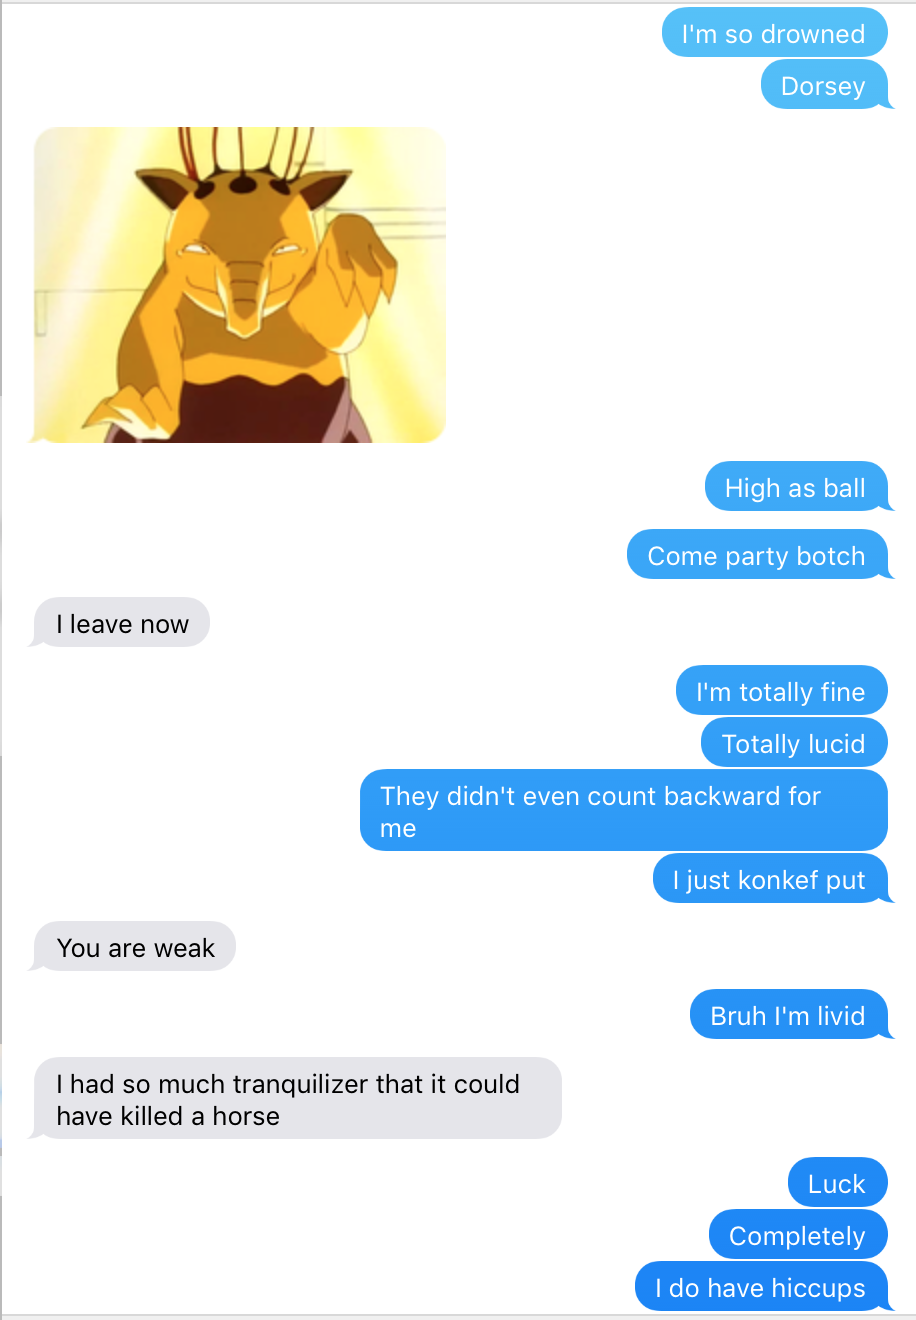 I'm so drowned
Dorsey
High as ball
Come party botch
I leave now
I'm totally fine
Totally lucid
They didn't even count backward for
me
I just konkef put
You are weak
Bruh I'm livid
I had so much tranquilizer that it could
have killed a horse
Luck
Completely
I do have hiccups